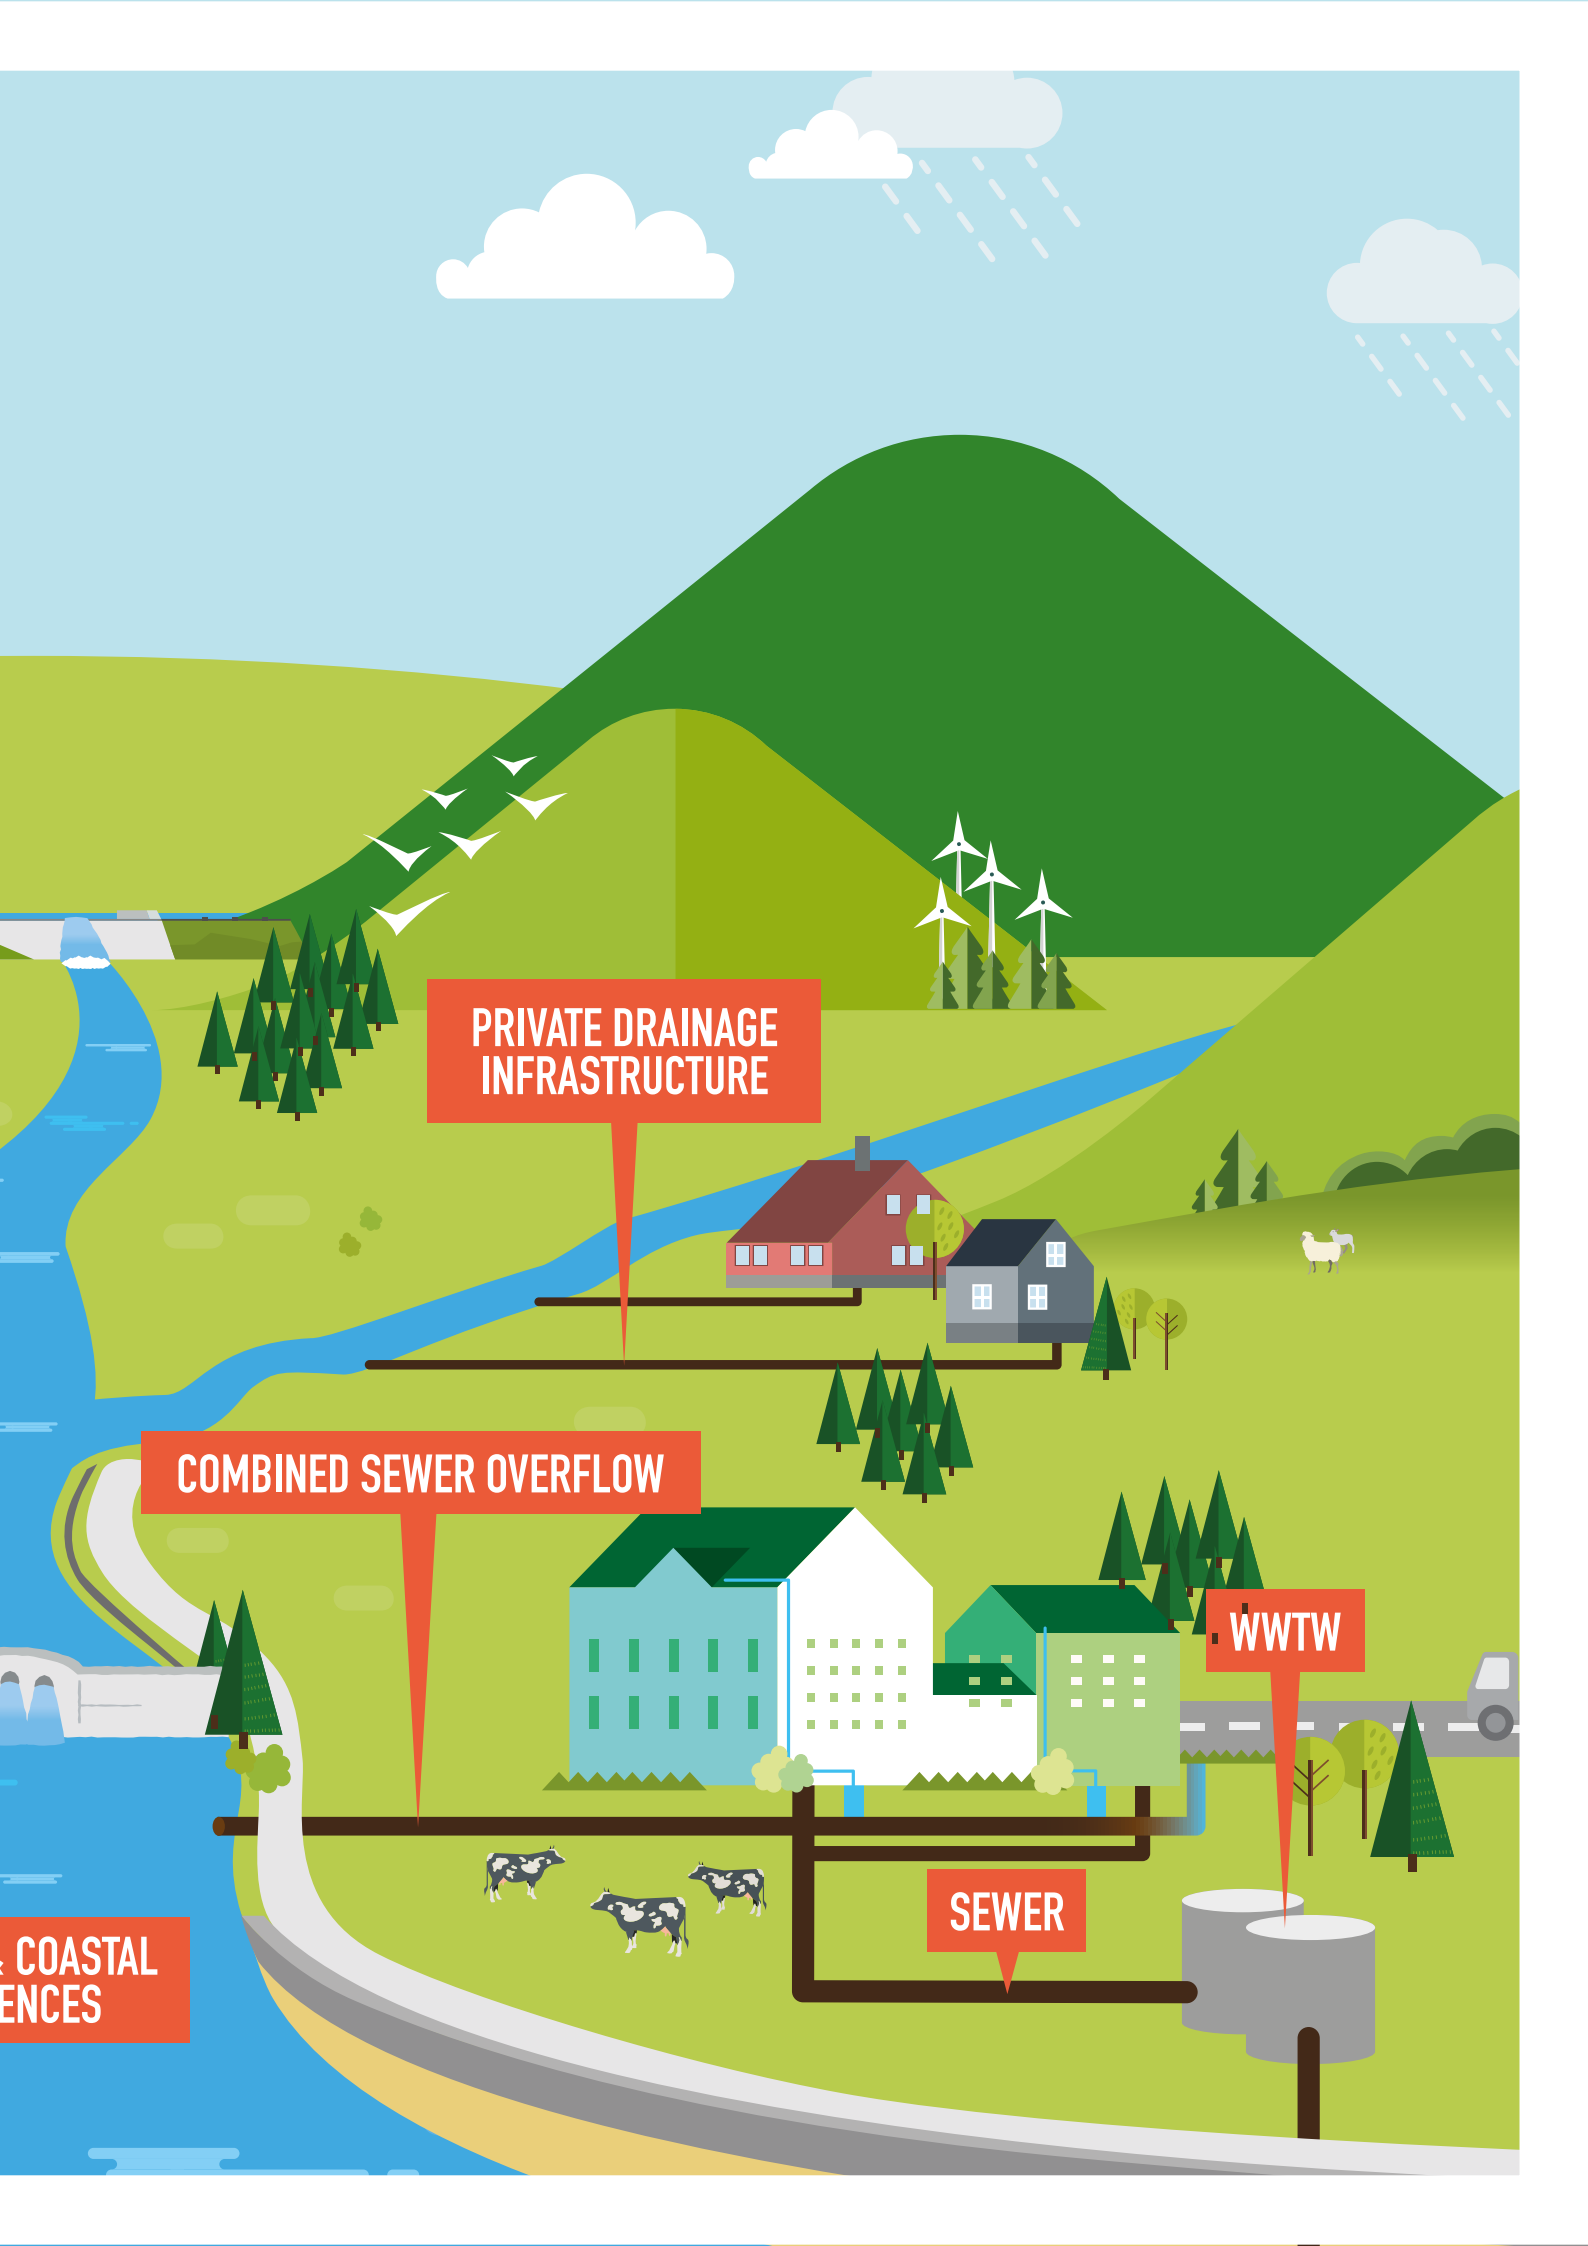 PRIVATE DRAINAGE
INFRASTRUCTURE
COMBINED SEWER OVERFLOW
WWTW
SEWER
COASTAL
ENCES